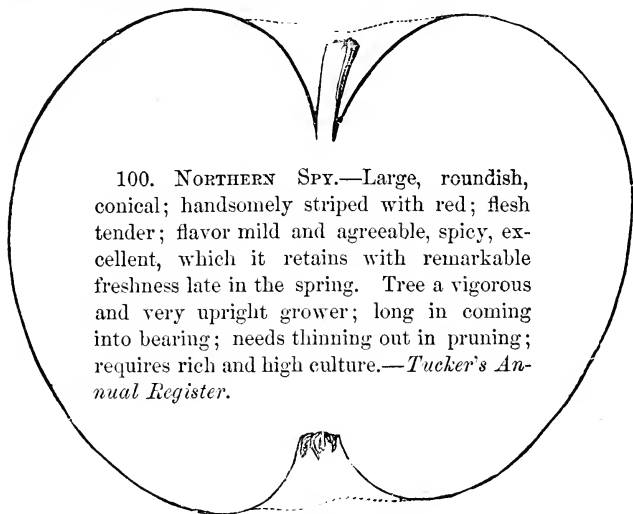 100. Northern Spy.—Large, roundish,
conical; handsomely striped with red; flesh
tender; flavor mild and agreeable, spicy, ex-
cellent, which it retains with remarkable
freshness late in the spring. Tree a vigorous
and very upright grower; long in coming
into bearing; needs thinning out in pruning;
requires rich and high culture.—Tucker's An-
nual Register.